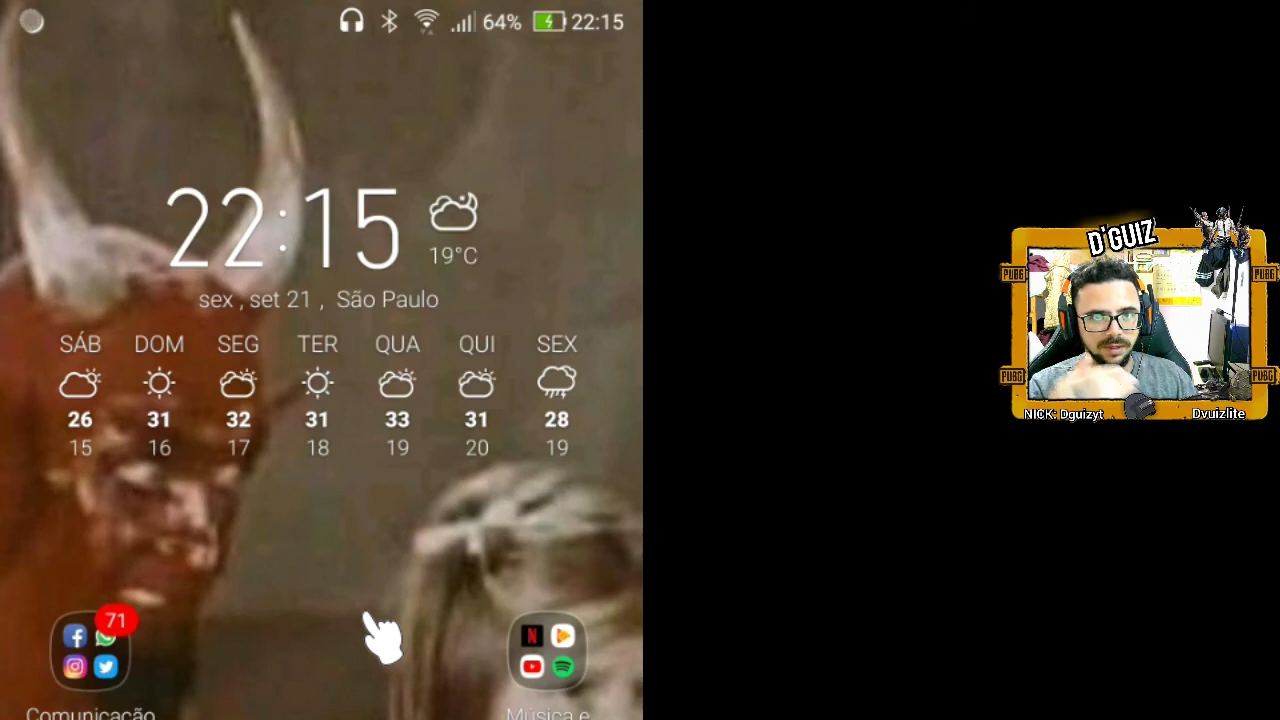 64% 22:15
22:15
19°C
sex , set 21 , São Paulo
SÁB DOM SEG TER QUA QUI SEX
26 31 32 31 33 31 28
15 16 17 18 19 20 19
71
Comunicação
Música e
D'GUIZ
PUBG PUBG
PUBG PUBG
NICK: Dguizyt Dvuizlite